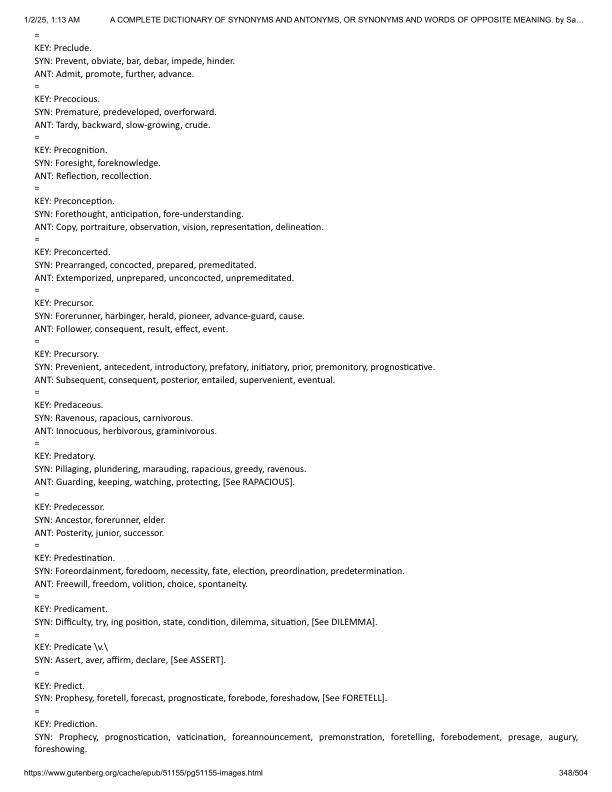 1/2/25, 1:13 AM A COMPLETE DICTIONARY OF SYNONYMS AND ANTONYMS, OR SYNONYMS AND WORDS OF OPPOSITE MEANING. by Sa…
=
KEY: Preclude.
SYN: Prevent, obviate, bar, debar, impede, hinder.
ANT: Admit, promote, further, advance.
=
KEY: Precocious.
SYN: Premature, predeveloped, overforward.
ANT: Tardy, backward, slow-growing, crude.
=
KEY: Precognition.
SYN: Foresight, foreknowledge.
ANT: Reflection, recollection.
=
KEY: Preconception.
SYN: Forethought, anticipation, fore-understanding.
ANT: Copy, portraiture, observation, vision, representation, delineation.
=
KEY: Preconcerted.
SYN: Prearranged, concocted, prepared, premeditated.
ANT: Extemporized, unprepared, unconcocted, unpremeditated.
=
KEY: Precursor.
SYN: Forerunner, harbinger, herald, pioneer, advance-guard, cause.
ANT: Follower, consequent, result, effect, event.
=
KEY: Precursory.
SYN: Prevenient, antecedent, introductory, prefatory, initiatory, prior, premonitory, prognosticative.
ANT: Subsequent, consequent, posterior, entailed, supervenient, eventual.
=
KEY: Predaceous.
SYN: Ravenous, rapacious, carnivorous.
ANT: Innocuous, herbivorous, graminivorous.
=
KEY: Predatory.
SYN: Pillaging, plundering, marauding, rapacious, greedy, ravenous.
ANT: Guarding, keeping, watching, protecting, [See RAPACIOUS].
=
KEY: Predecessor.
SYN: Ancestor, forerunner, elder.
ANT: Posterity, junior, successor.
=
KEY: Predestination.
SYN: Foreordainment, foredoom, necessity, fate, election, preordination, predetermination.
ANT: Freewill, freedom, volition, choice, spontaneity.
=
KEY: Predicament.
SYN: Difficulty, try, ing position, state, condition, dilemma, situation, [See DILEMMA].
=
KEY: Predicate \v.\
SYN: Assert, aver, affirm, declare, [See ASSERT].
=
KEY: Predict.
SYN: Prophesy, foretell, forecast, prognosticate, forebode, foreshadow, [See FORETELL].
=
KEY: Prediction.
SYN: Prophecy, prognostication, vaticination, foreannouncement, premonstration, foretelling, forebodement, presage, augury,
foreshowing.
https://www.gutenberg.org/cache/epub/51155/pg51155-images.html 348/504